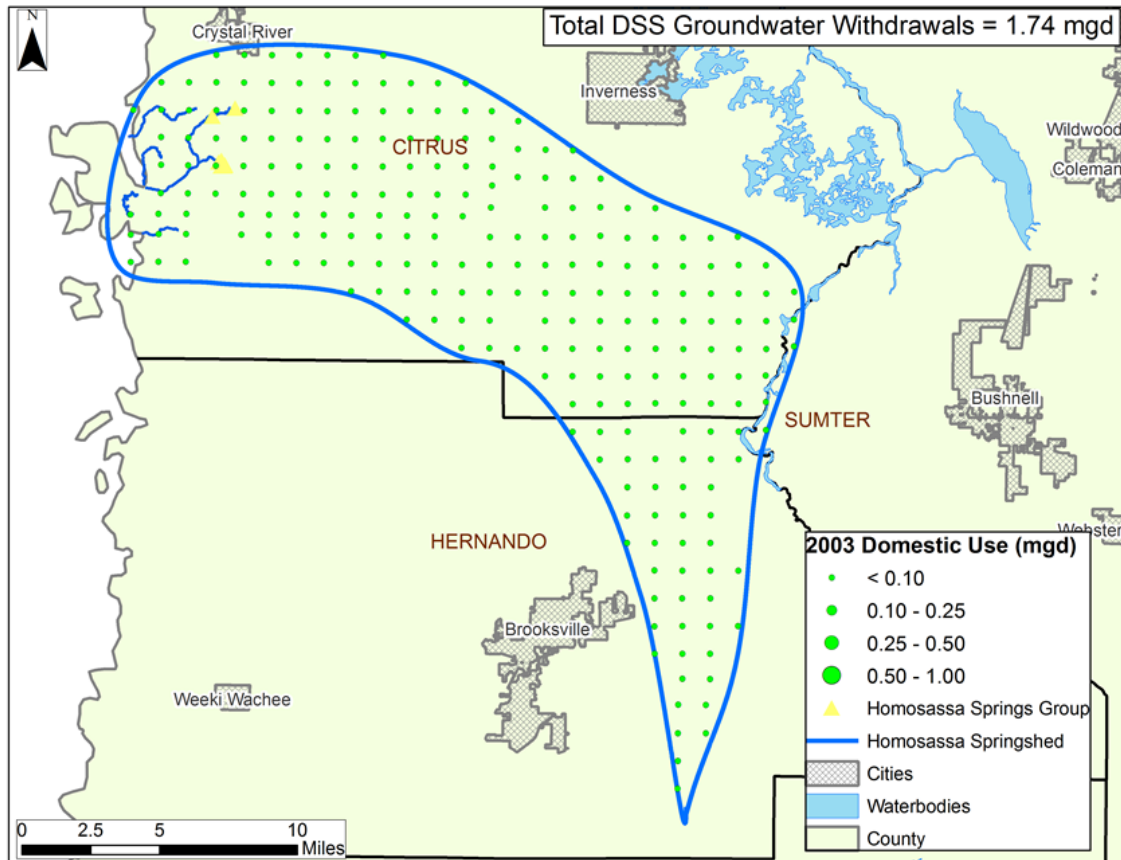 N
Total DSS Groundwater Withdrawals = 1.74 mgd
Crystal River
Inverness
Wildwood
Coleman
CITRUS
SUMTER
Bushnell
Webster
HERNANDO
Brooksville
Weeki Wachee
2003 Domestic Use (mgd)
< 0.10
0.10 - 0.25
0.25 - 0.50
0.50 - 1.00
Homosassa Springs Group
Homosassa Springshed
Cities
Waterbodies
County
0 2.5 5 10
Miles